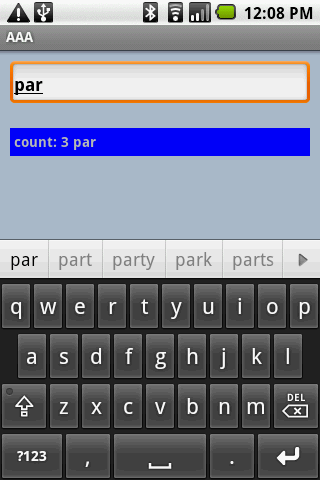 12:08 PM
AAA
par
count: 3 par
par part party park parts
q w e r t y u i o p
a s d f g h j k l
z x c v b n m DEL
?123 , .